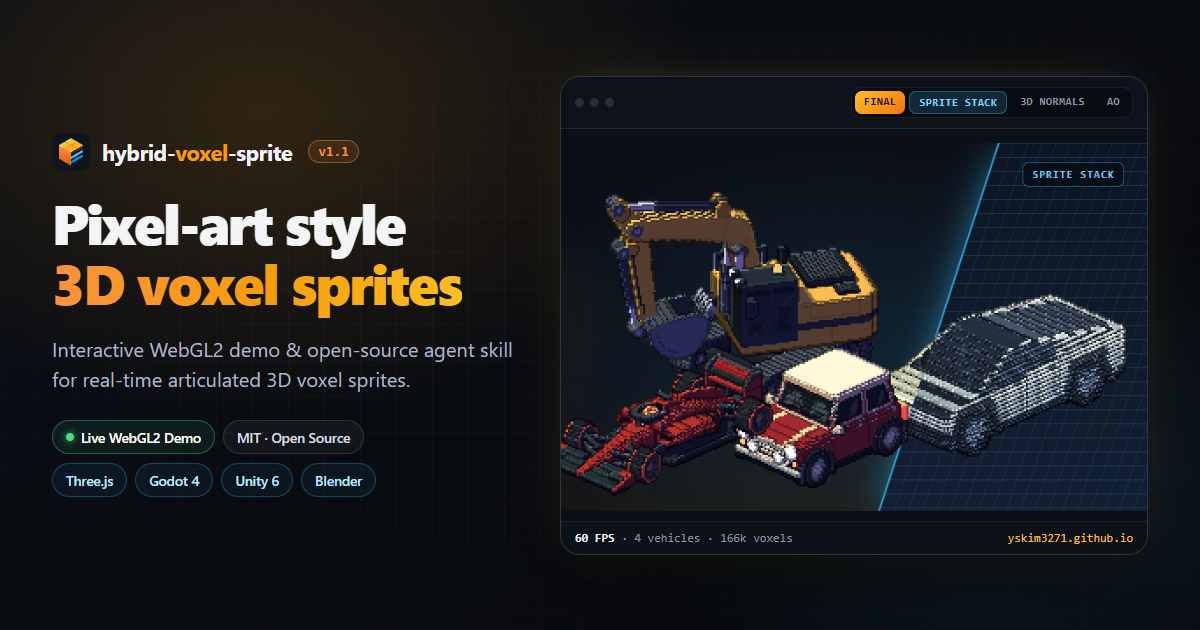 hybrid-voxel-sprite v1.1
Pixel-art style
3D voxel sprites
Interactive WebGL2 demo & open-source agent skill
for real-time articulated 3D voxel sprites.
Live WebGL2 Demo
MIT · Open Source
Three.js
Godot 4
Unity 6
Blender
FINAL
SPRITE STACK
3D NORMALS
AO
SPRITE STACK
60 FPS · 4 vehicles · 166k voxels
yskim3271.github.io